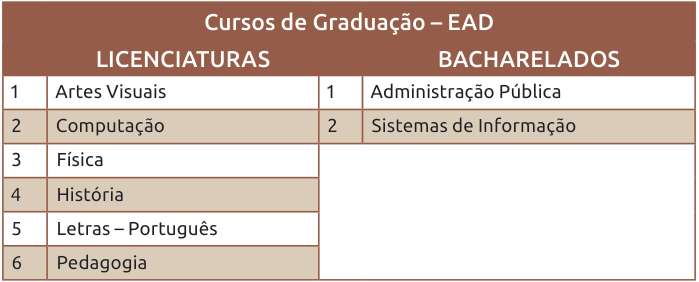 Cursos de Graduação – EAD
LICENCIATURAS BACHARELADOS
1 Artes Visuais 1 Administração Pública
2 Computação 2 Sistemas de Informação
3 Física
4 História
5 Letras – Português
6 Pedagogia